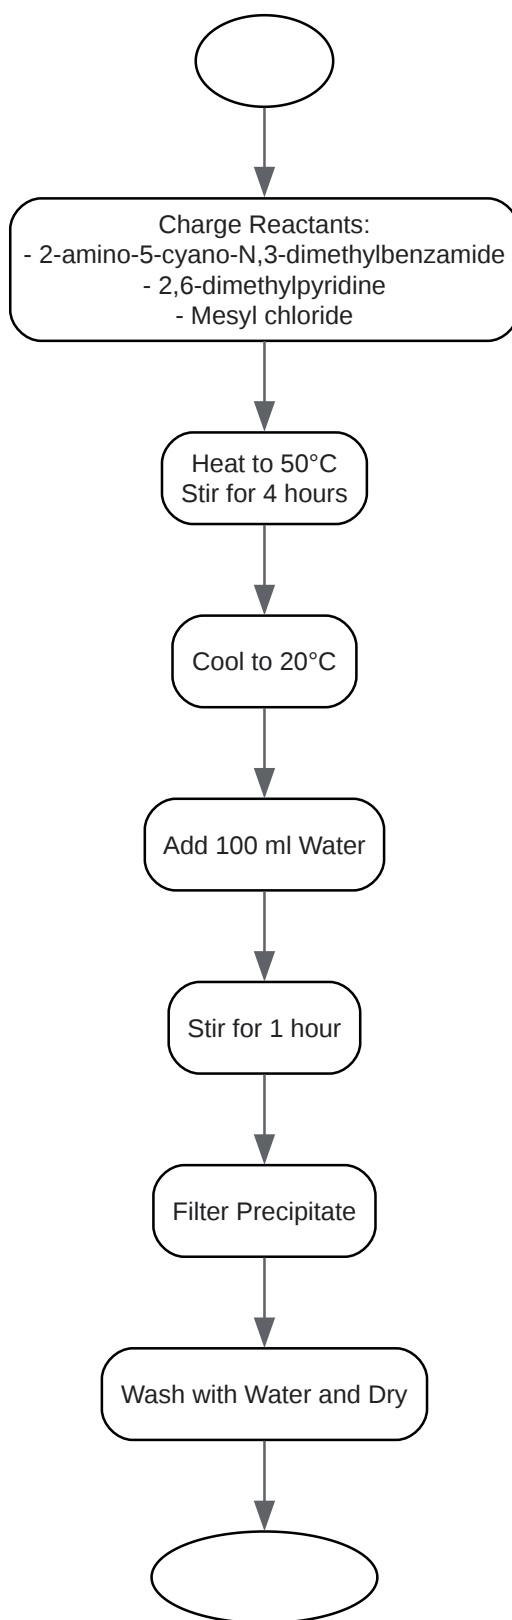 Charge Reactants:
- 2-amino-5-cyano-N,3-dimethylbenzamide
- 2,6-dimethylpyridine
- Mesyl chloride
Heat to 50°C
Stir for 4 hours
Cool to 20°C
Add 100 ml Water
Stir for 1 hour
Filter Precipitate
Wash with Water and Dry